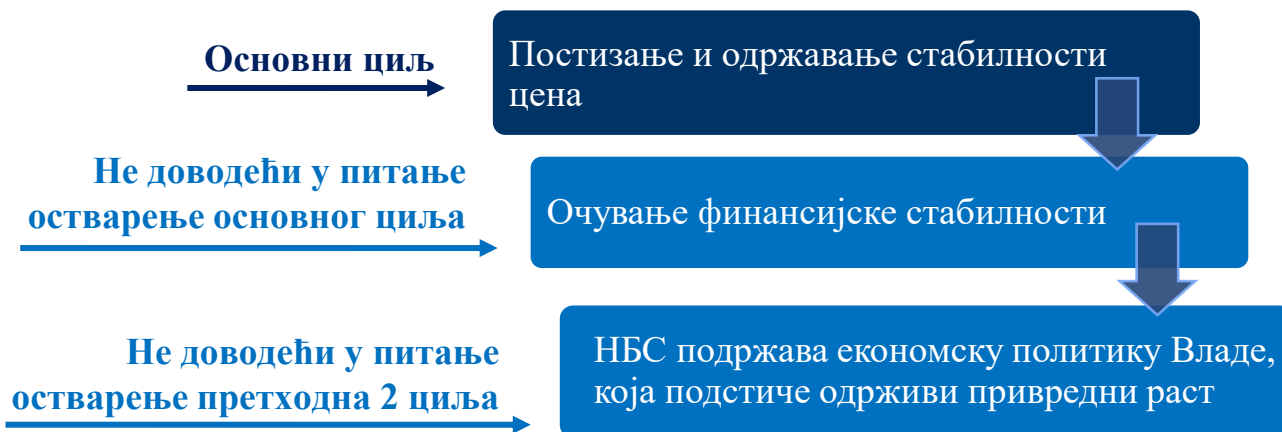 Основни циљ
Постизање и одржавање стабилности
цена
Не доводећи у питање
остварење основног циља
Очување финансијске стабилности
Не доводећи у питање
остварење претходна 2 циља
НБС подржава економску политику Владе,
која подстиче одрживи привредни раст